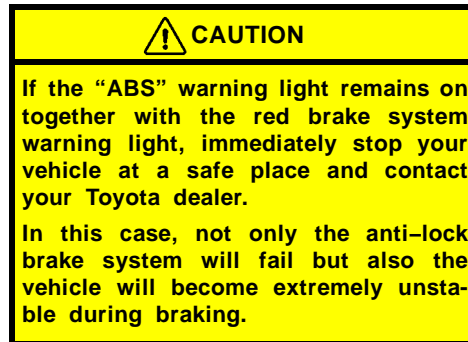 CAUTION
If the “ABS” warning light remains on
together with the red brake system
warning light, immediately stop your
vehicle at a safe place and contact
your Toyota dealer.
In this case, not only the anti–lock
brake system will fail but also the
vehicle will become extremely unsta-
ble during braking.